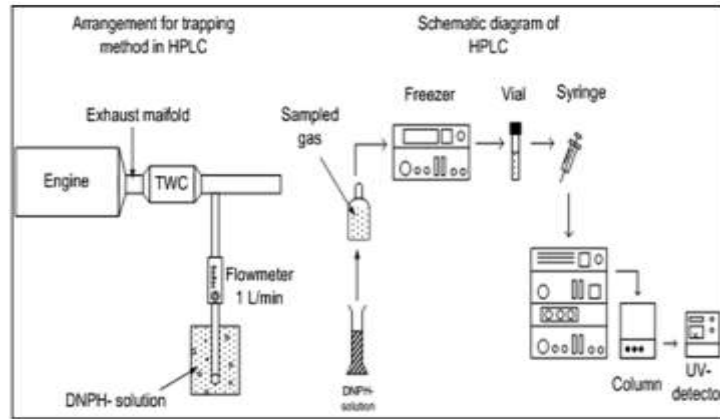 Arrangement for trapping
method in HPLC
Exhaust maifold
Engine
TWC
Flowmeter
1 L/min
DNPH- solution
Schematic diagram of
HPLC
Sampled
gas
Freezer
Vial
Syringe
DNPH-
solution
Column
UV-
detector